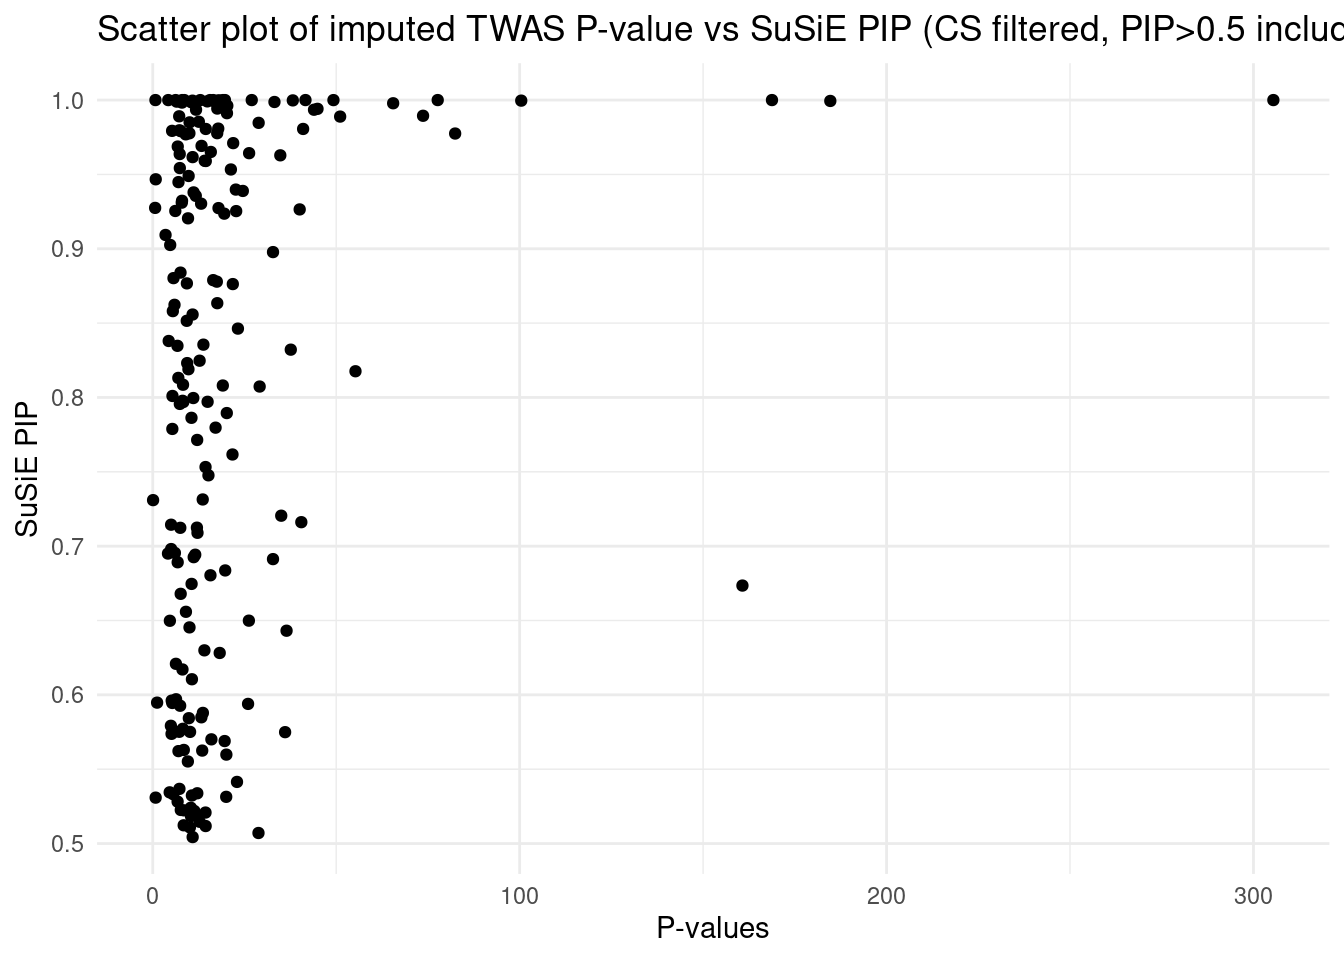 Scatter plot of imputed TWAS P-value vs SuSiE PIP (CS filtered, PIP>0.5 includ
1.0
0.9
0.8
0.7
0.6
0.5
SuSiE PIP
0 100 200 300
P-values